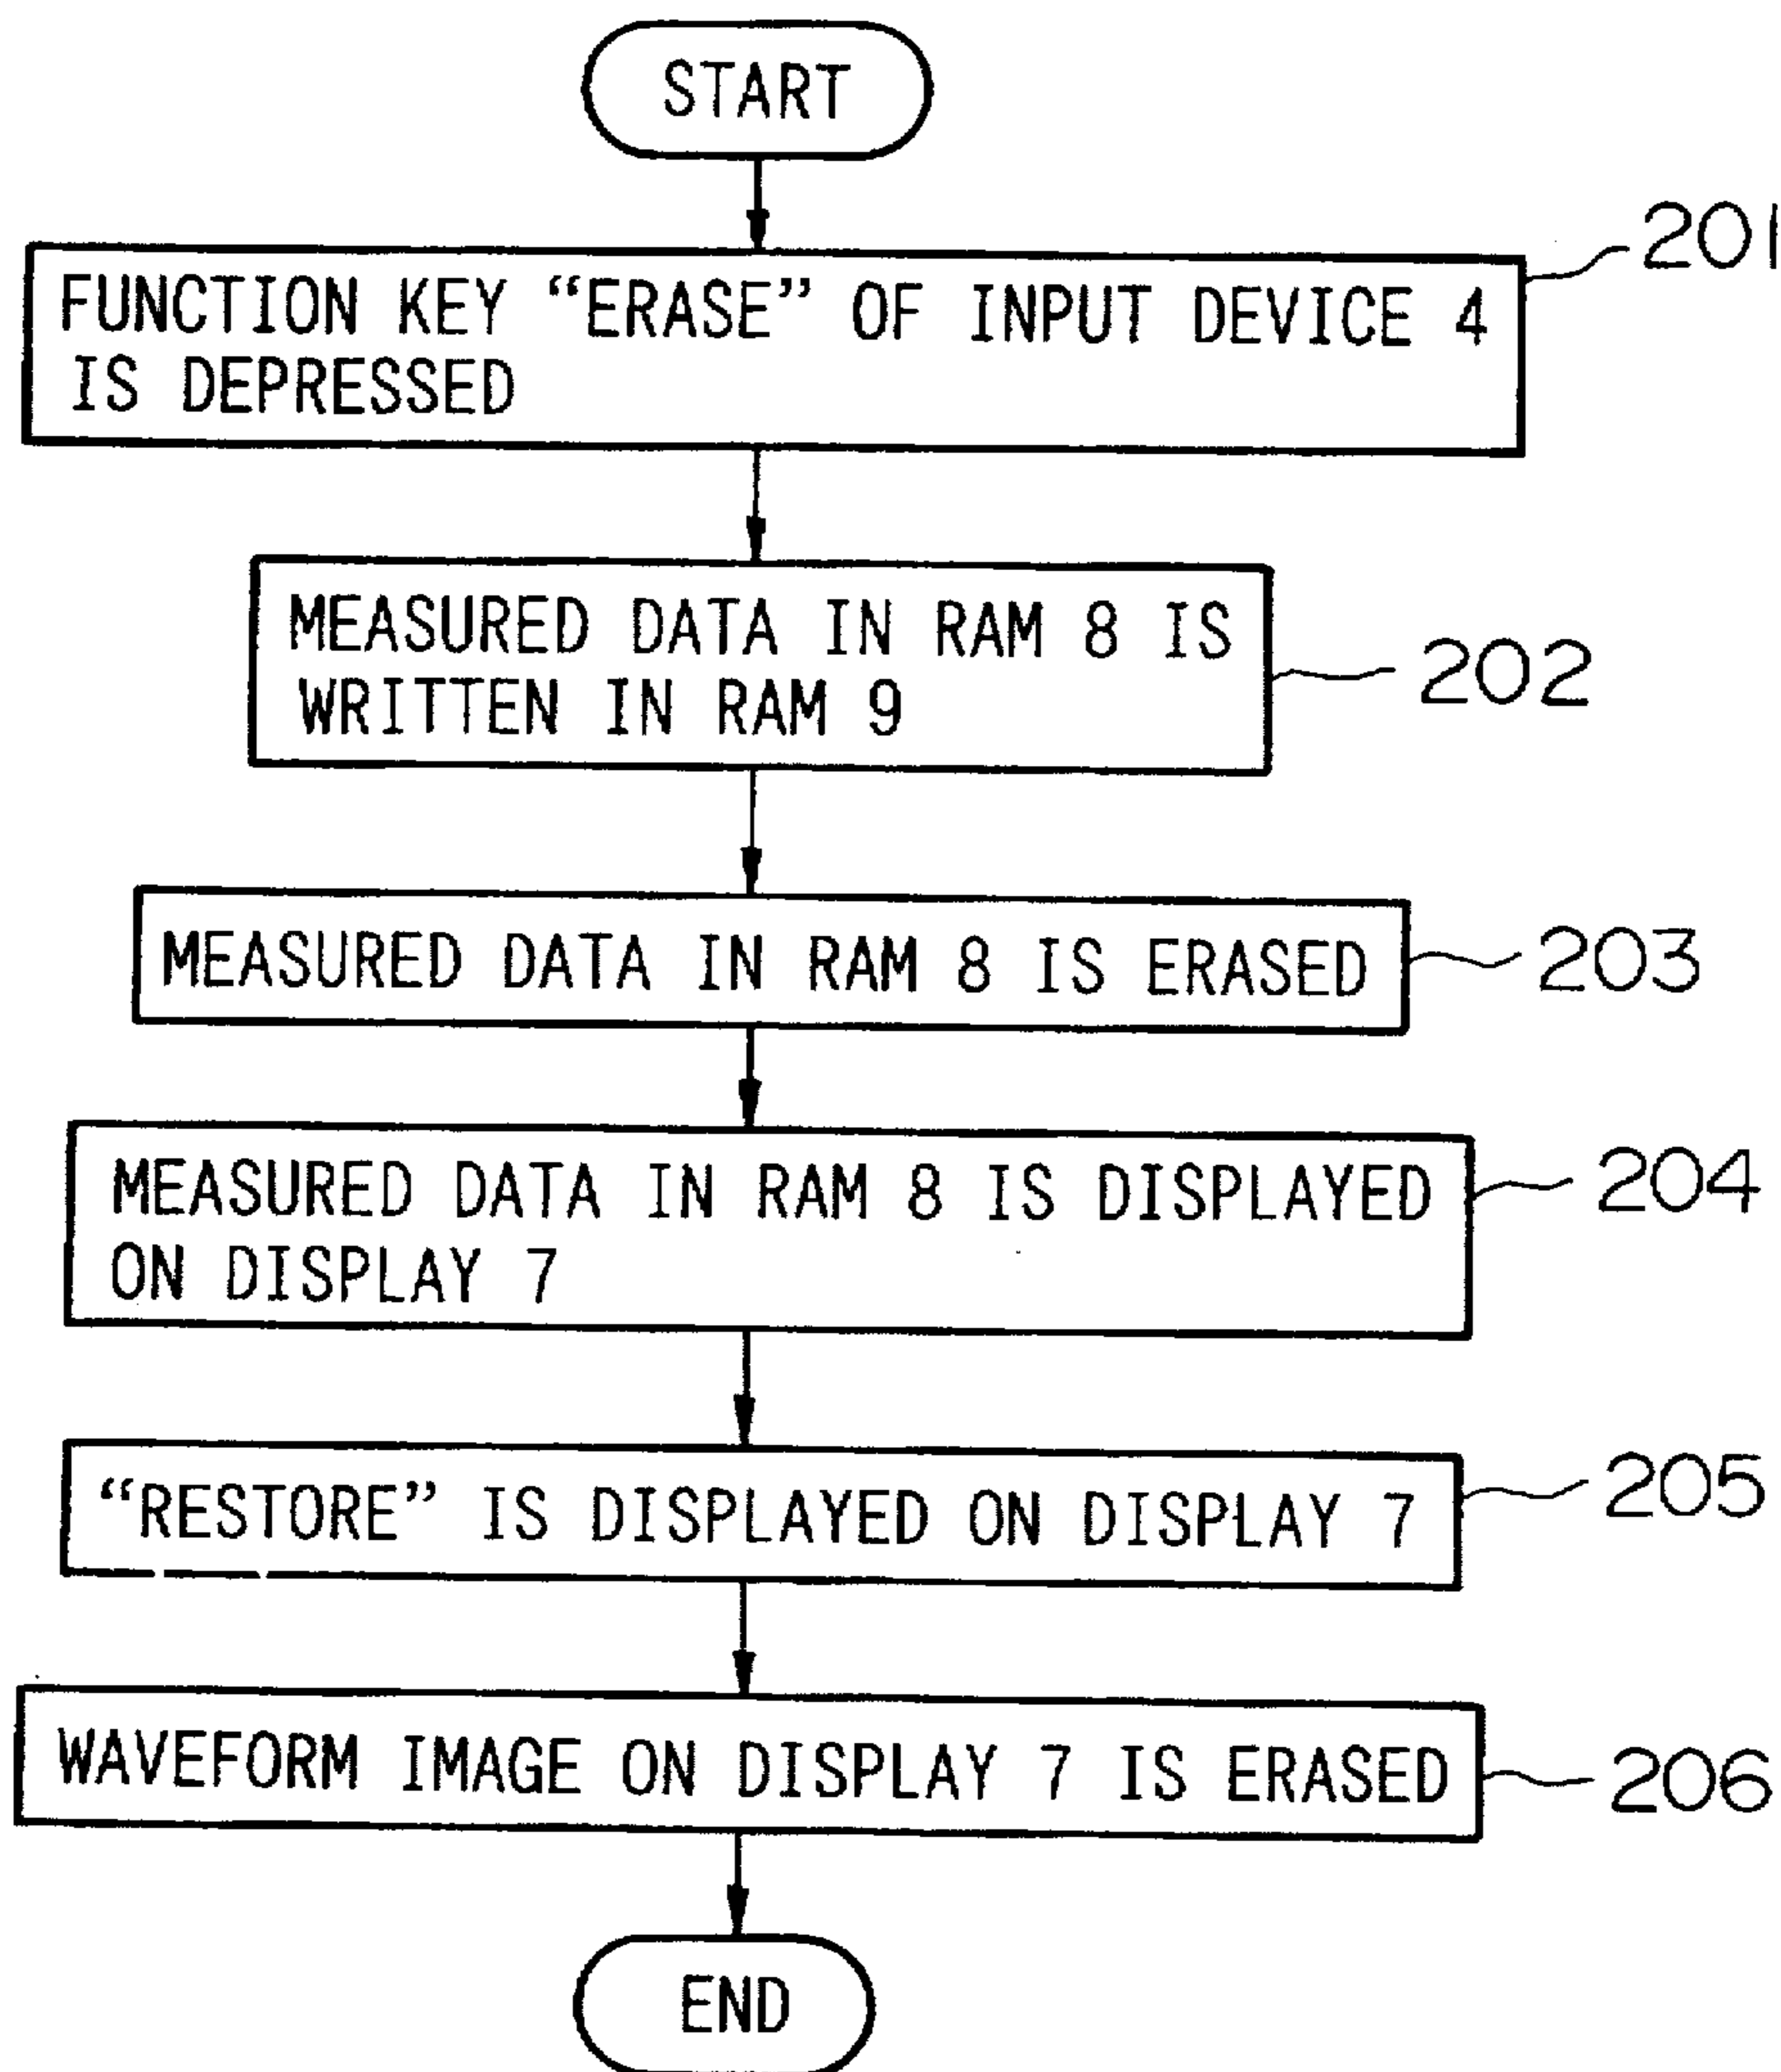 START
201
FUNCTION KEY “ERASE” OF INPUT DEVICE 4
IS DEPRESSED
MEASURED DATA IN RAM 8 IS
WRITTEN IN RAM 9
202
MEASURED DATA IN RAM 8 IS ERASED
203
MEASURED DATA IN RAM 8 IS DISPLAYED
ON DISPLAY 7
204
“RESTORE” IS DISPLAYED ON DISPLAY 7
205
WAVEFORM IMAGE ON DISPLAY 7 IS ERASED
206
END